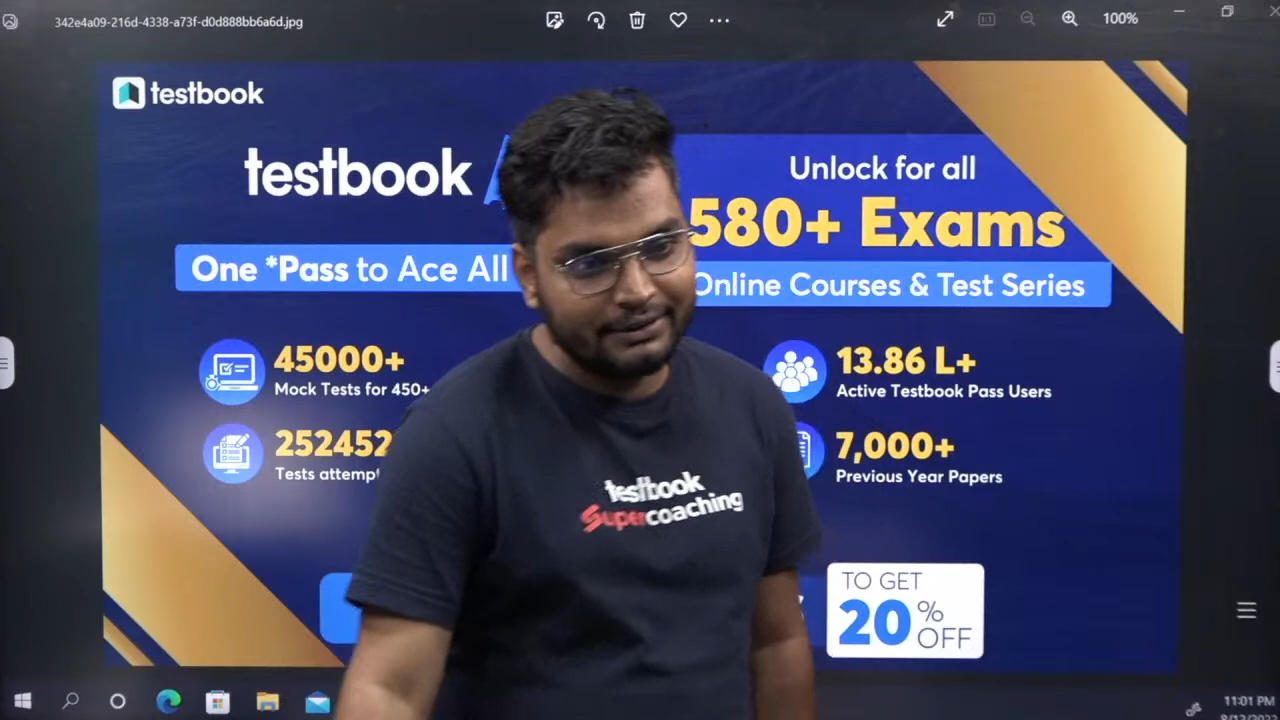 342e4a09-216d-4338-a73f-d0d888bb6a6d.jpg
100%
testbook
testbook
Unlock for all
580+ Exams
One *Pass to Ace All
Online Courses & Test Series
45000+
Mock Tests for 450+
13.86 L+
Active Testbook Pass Users
252452
Tests
7,000+
Previous Year Papers
testbook
Supercoaching
TO GET
20% OFF
11:01 PM